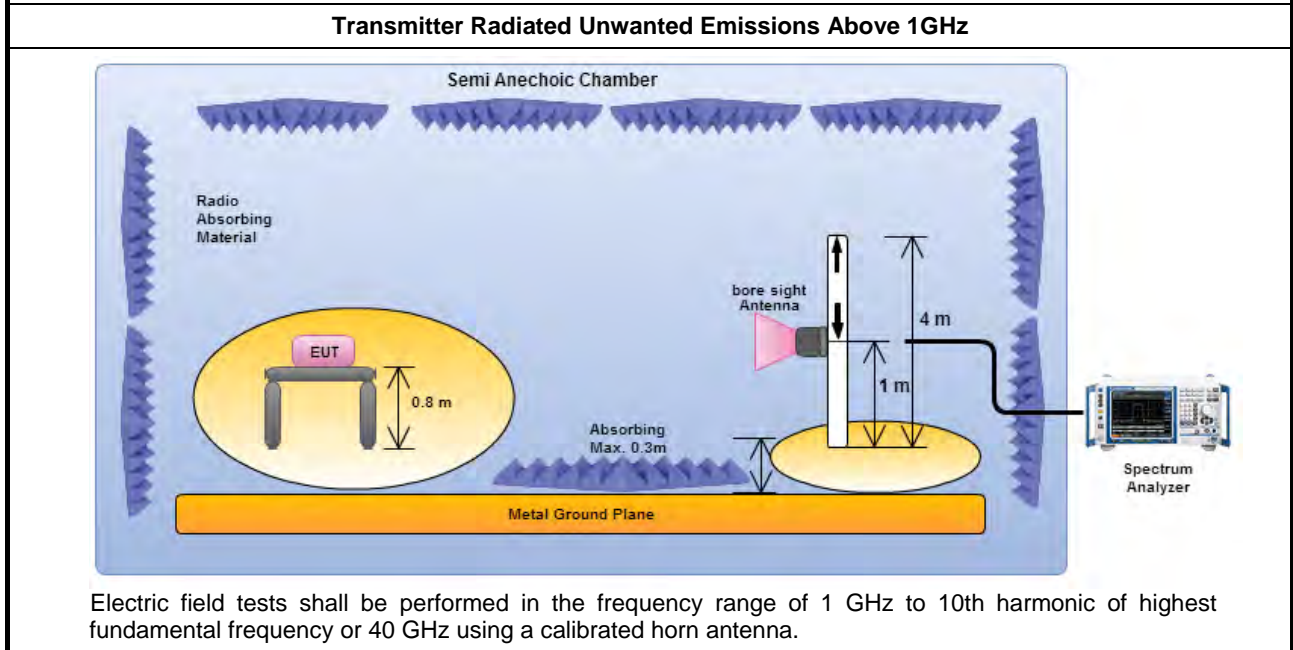 Transmitter Radiated Unwanted Emissions Above 1GHz
Semi Anechoic Chamber
Radio
Absorbing
Material
bore sight
Antenna
4 m
EUT
1 m
0.8 m
Absorbing
Max. 0.3m
Spectrum
Analyzer
Metal Ground Plane
Electric field tests shall be performed in the frequency range of 1 GHz to 10th harmonic of highest
fundamental frequency or 40 GHz using a calibrated horn antenna.